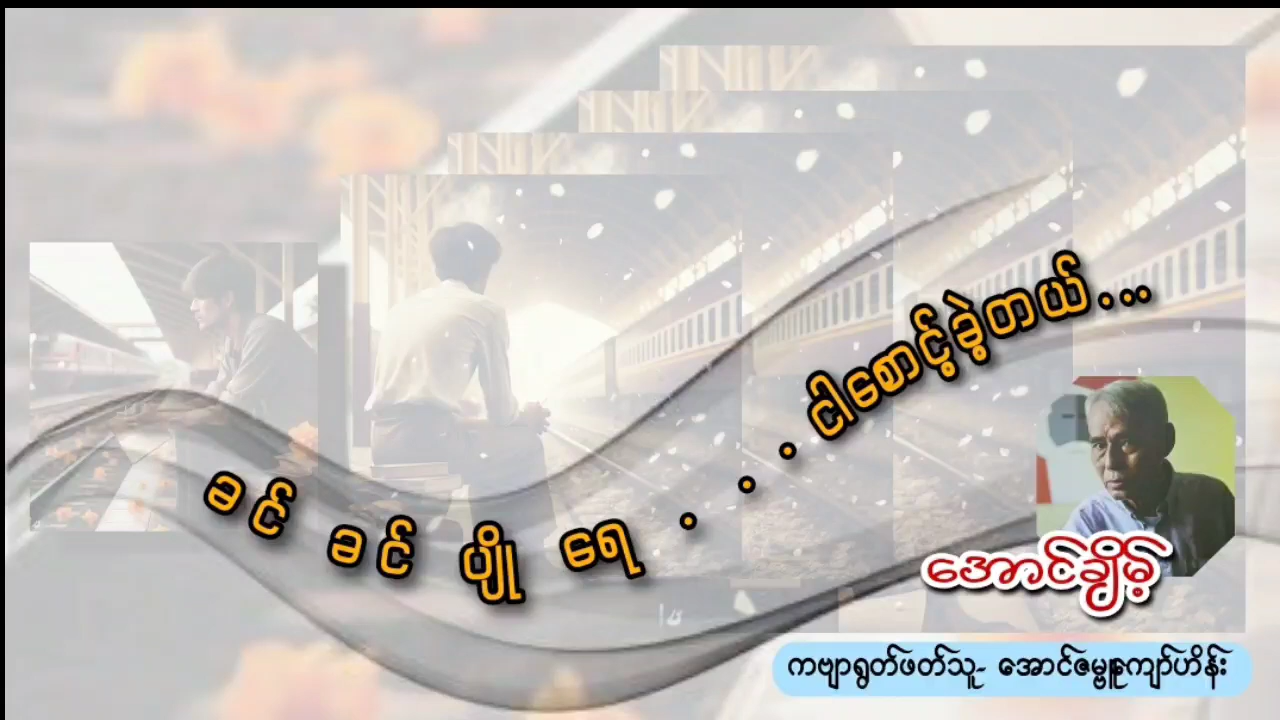 ခင် ခင် ပျို ရေ . . . ငါစောင့်ခဲ့တယ်...
အောင်ချိမ့်
ကဗျာရွတ်ဖတ်သူ- အောင်ဇမ္ဗူကျော်ဟိန်း